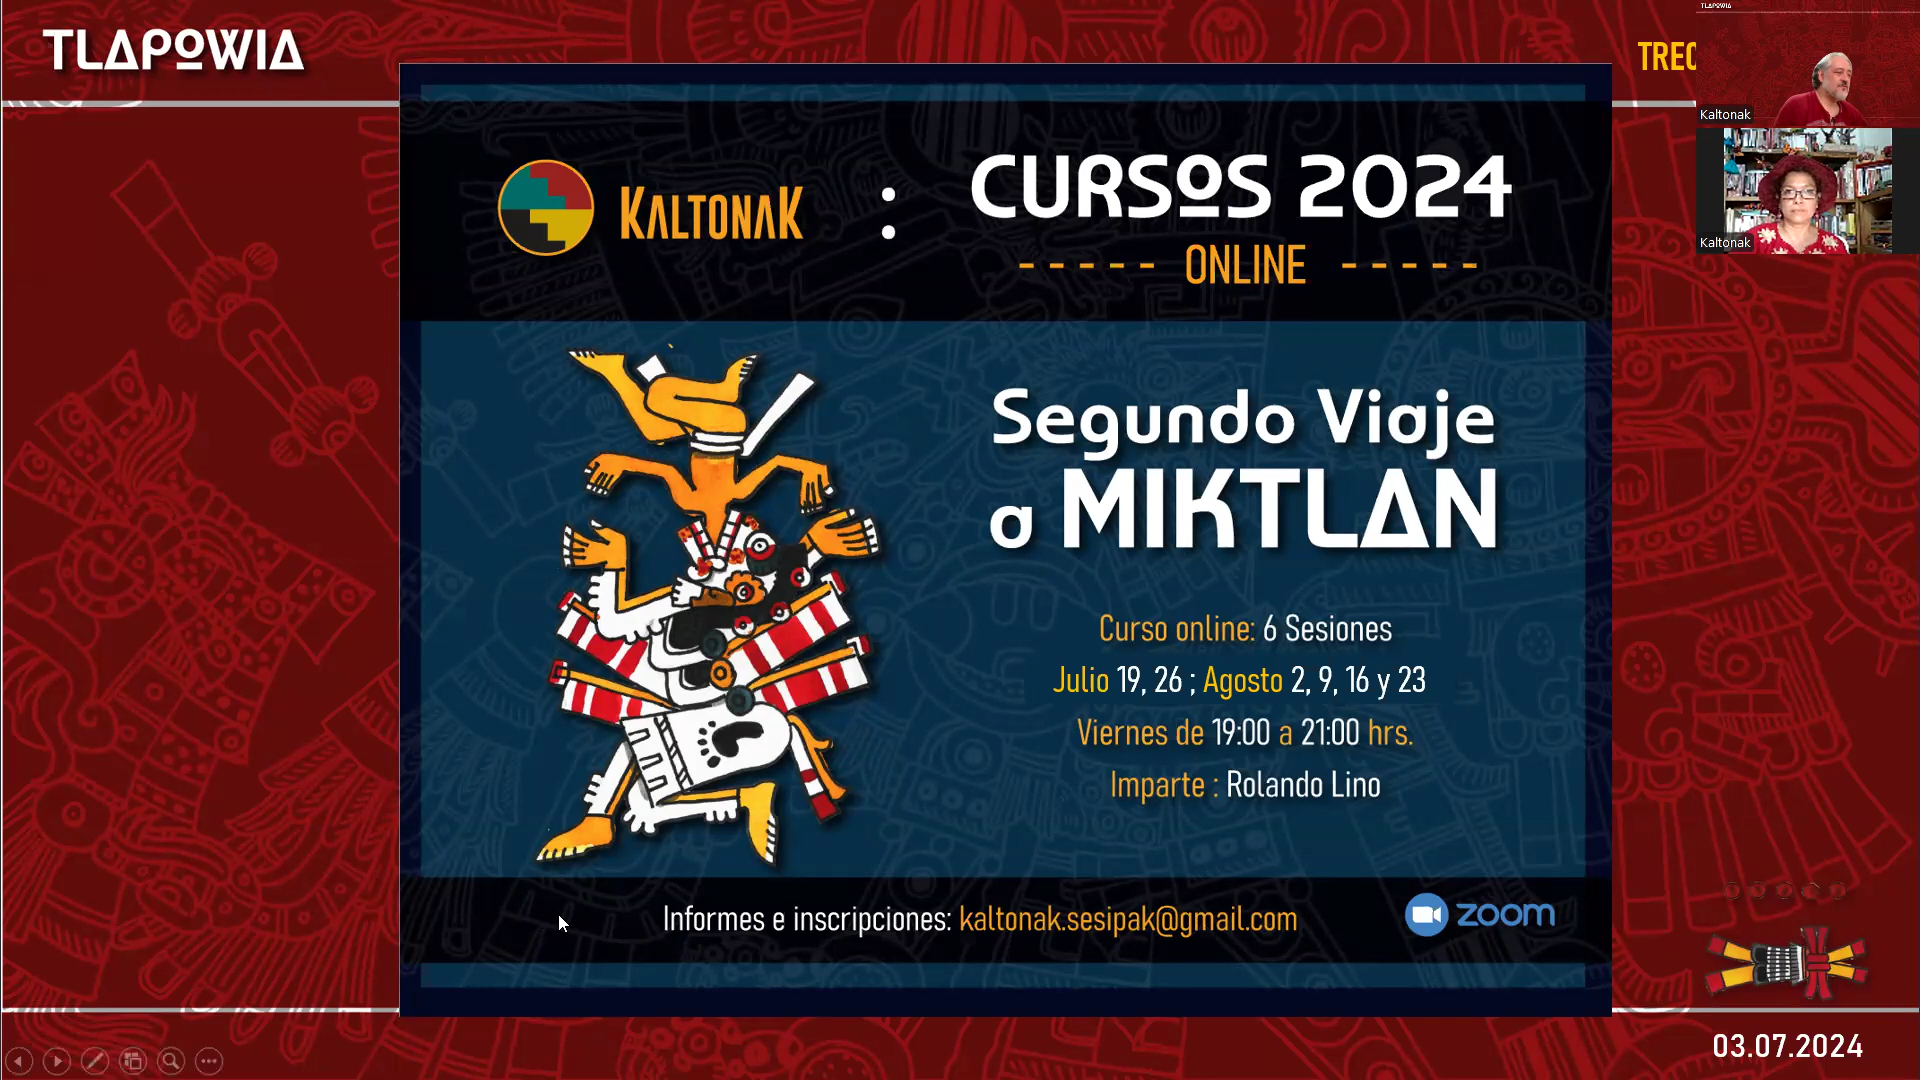 TLAPOWIA
TLAPOWIA
TREC
Kaltonak
Kaltonak
KALTONAK : CURSOS 2024
----- ONLINE -----
Segundo Viaje
a MIKTLAN
Curso online: 6 Sesiones
Julio 19, 26 ; Agosto 2, 9, 16 y 23
Viernes de 19:00 a 21:00 hrs.
Imparte : Rolando Lino
Informes e inscripciones: kaltonak.sesipak@gmail.com
zoom
03.07.2024